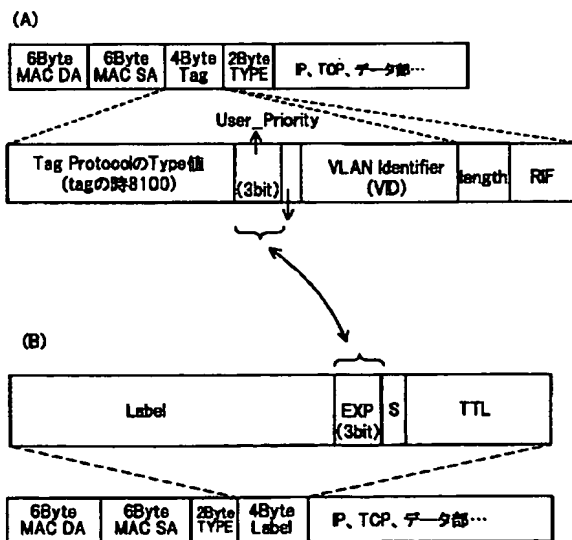 (A)
6Byte MAC DA
6Byte MAC SA
4Byte Tag
2Byte TYPE
IP、TCP、データ部…
User_Priority
Tag ProtocolのType値
(tagの時8100)
(3bit)
VLAN Identifier
(VID)
length
RIF
(B)
Label
EXP
(3bit)
S
TTL
6Byte MAC DA
6Byte MAC SA
2Byte TYPE
4Byte Label
IP、TCP、データ部…